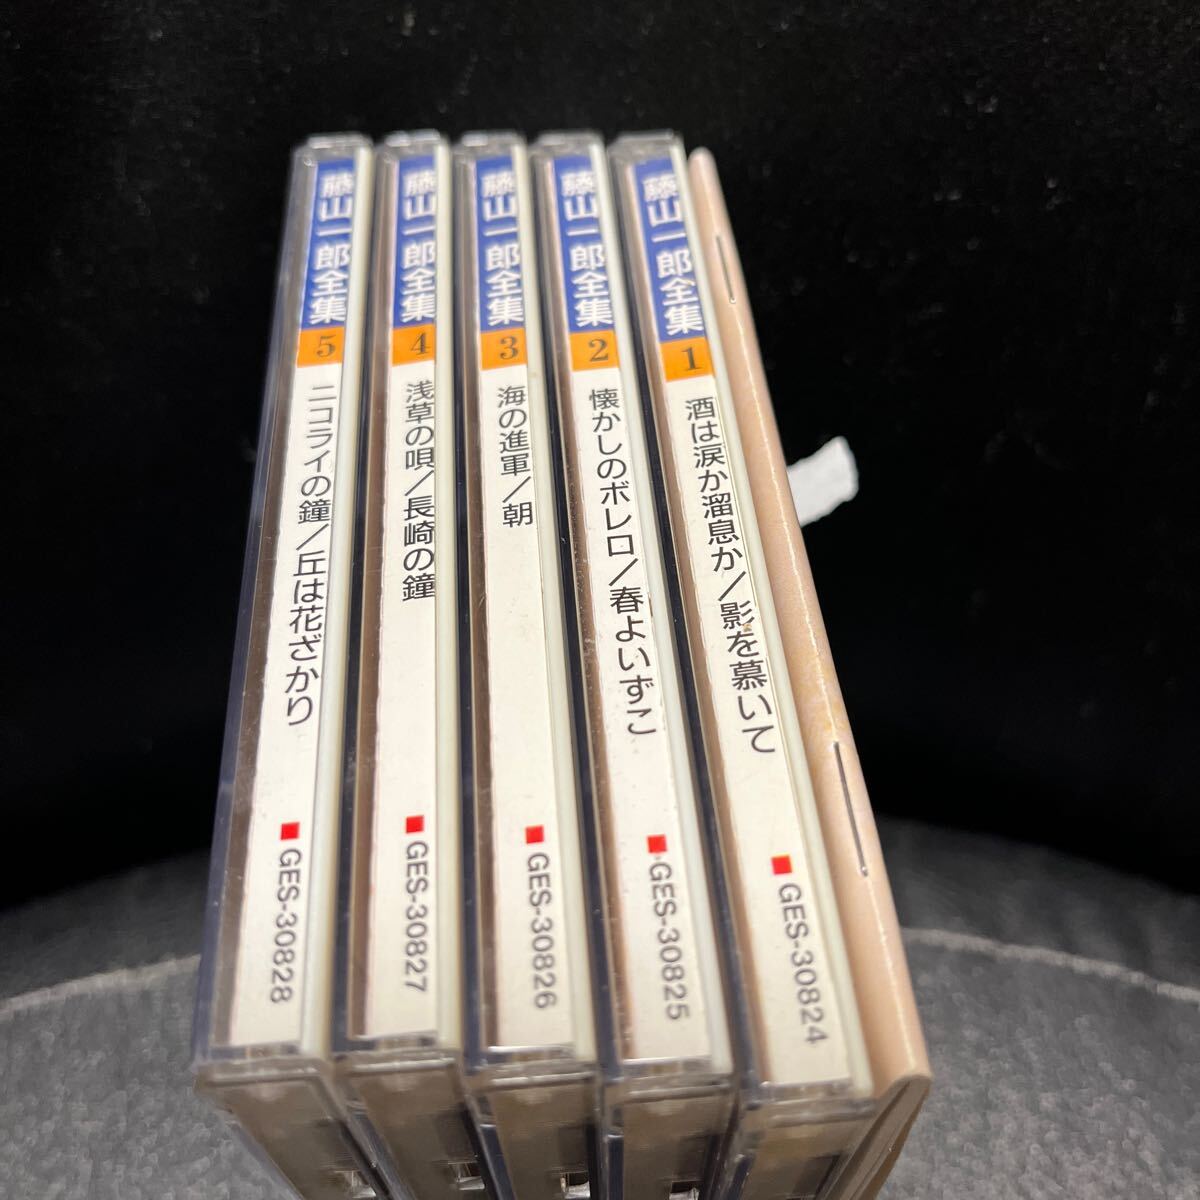 藤山一郎全集 5 ニコライの鐘／丘は花ざかり ■GES-30828
藤山一郎全集 4 浅草の唄／長崎の鐘 ■GES-30827
藤山一郎全集 3 海の進軍／朝 ■GES-30826
藤山一郎全集 2 懐かしのボレロ／春よいずこ ■GES-30825
藤山一郎全集 1 酒は涙か溜息か／影を慕いて ■GES-30824